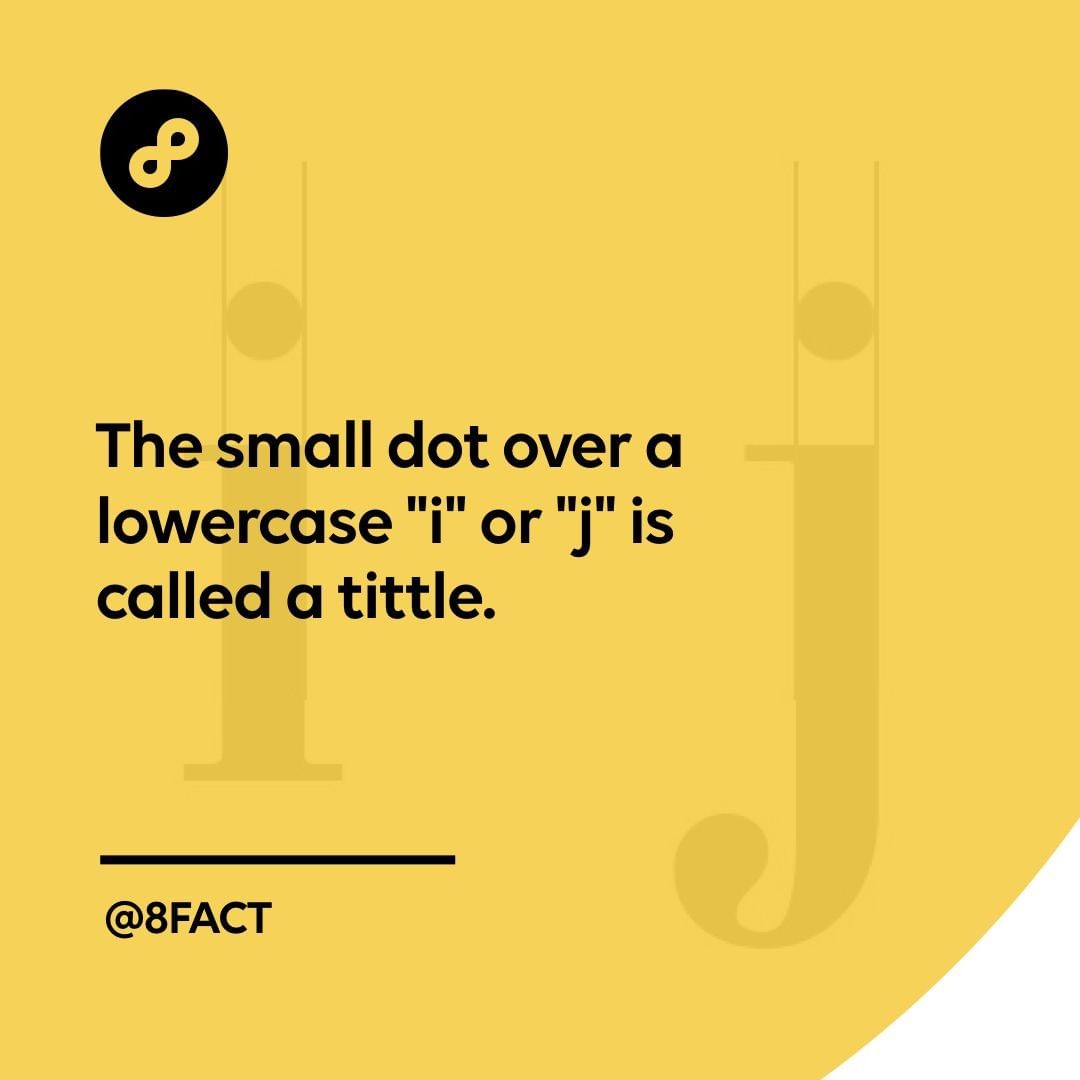 The small dot over a
lowercase "i" or "j" is
called a tittle.
@8FACT
i j